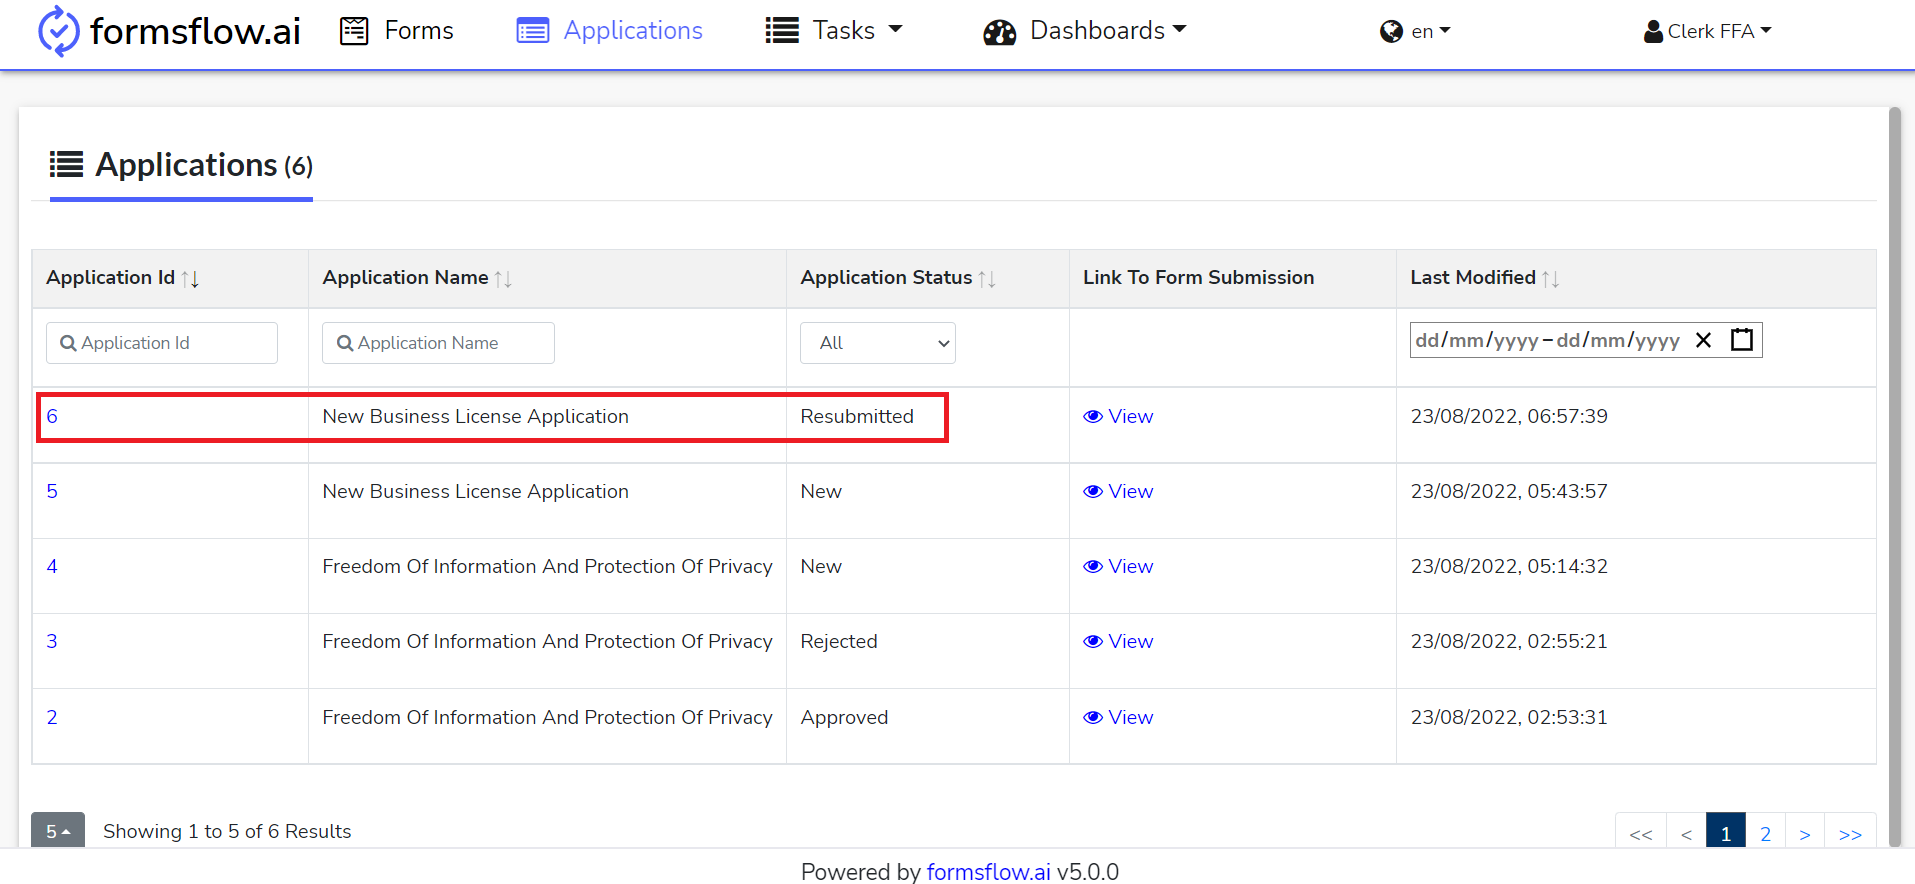 formsflow.ai Forms Applications Tasks Dashboards en Clerk FFA
Applications (6)
Application Id Application Name Application Status Link To Form Submission Last Modified
Application Id Application Name All dd/mm/yyyy – dd/mm/yyyy
6 New Business License Application Resubmitted View 23/08/2022, 06:57:39
5 New Business License Application New View 23/08/2022, 05:43:57
4 Freedom Of Information And Protection Of Privacy New View 23/08/2022, 05:14:32
3 Freedom Of Information And Protection Of Privacy Rejected View 23/08/2022, 02:55:21
2 Freedom Of Information And Protection Of Privacy Approved View 23/08/2022, 02:53:31
5 Showing 1 to 5 of 6 Results << < 1 2 > >>
Powered by formsflow.ai v5.0.0